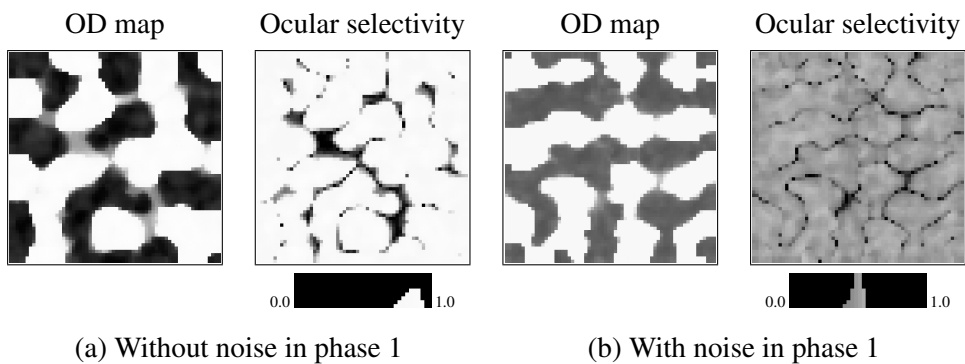 OD map Ocular selectivity OD map Ocular selectivity
0.0 1.0 0.0 1.0
(a) Without noise in phase 1 (b) With noise in phase 1